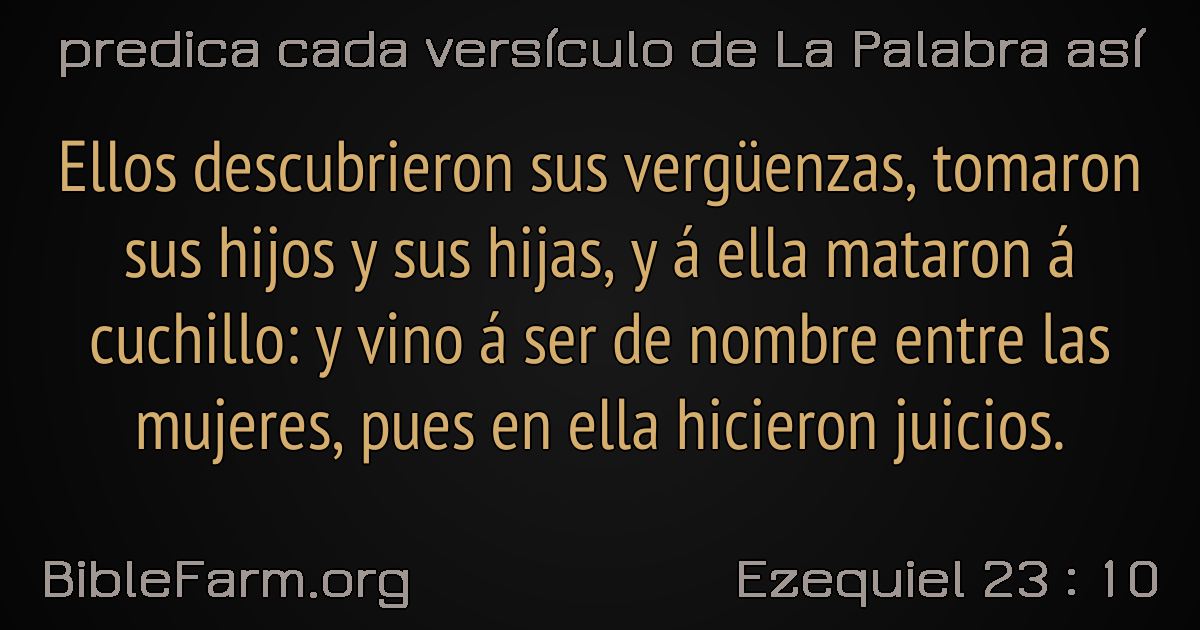 predica cada versículo de La Palabra así
Ellos descubrieron sus vergüenzas, tomaron
sus hijos y sus hijas, y á ella mataron á
cuchillo: y vino á ser de nombre entre las
mujeres, pues en ella hicieron juicios.
BibleFarm.org
Ezequiel 23 : 10